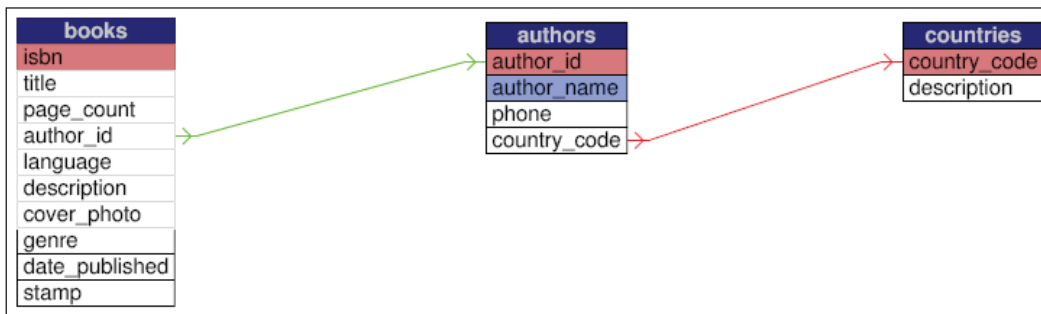 books
isbn
title
page_count
author_id
language
description
cover_photo
genre
date_published
stamp
authors
author_id
author_name
phone
country_code
countries
country_code
description